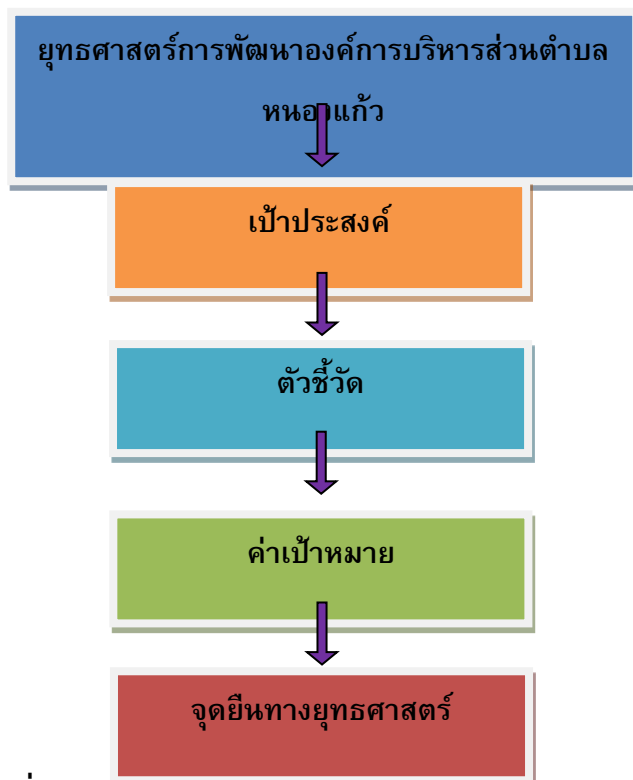 ยุทธศาสตร์การพัฒนาองค์การบริหารส่วนตำบล
หนองแก้ว
เป้าประสงค์
ตัวชี้วัด
ค่าเป้าหมาย
จุดยืนทางยุทธศาสตร์